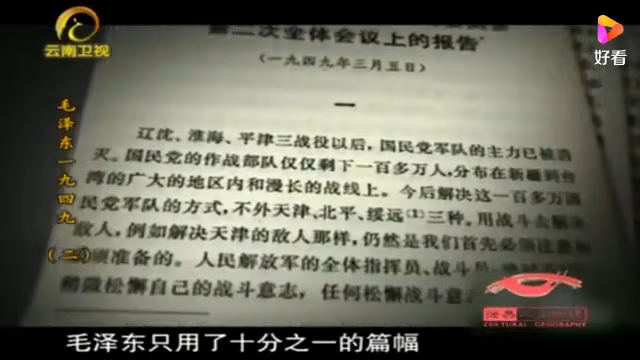 云南卫视
好看
第二次全体会议上的报告
(一九四九年三月五日)
一
辽沈、淮海、平津三战役以后，国民党军队的主力已被消
灭。国民党的作战部队仅仅剩下一百多万人，分布在新疆到台
湾的广大的地区内和漫长的战线上。今后解决这一百多万国
民党军队的方式，不外天津、北平、绥远(1)三种。用战斗去解决
敌人，例如解决天津的敌人那样，仍然是我们首先必须注意和
须准备的。人民解放军的全体指挥员、战斗员
稍微松懈自己的战斗意志，任何松懈战斗意
毛泽东一九四九
(二)
CULTURAL GEOGRAPHY
毛泽东只用了十分之一的篇幅